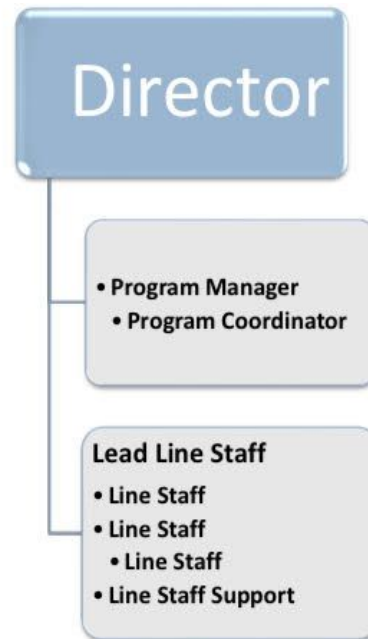 Director
• Program Manager
• Program Coordinator
Lead Line Staff
• Line Staff
• Line Staff
• Line Staff
• Line Staff Support